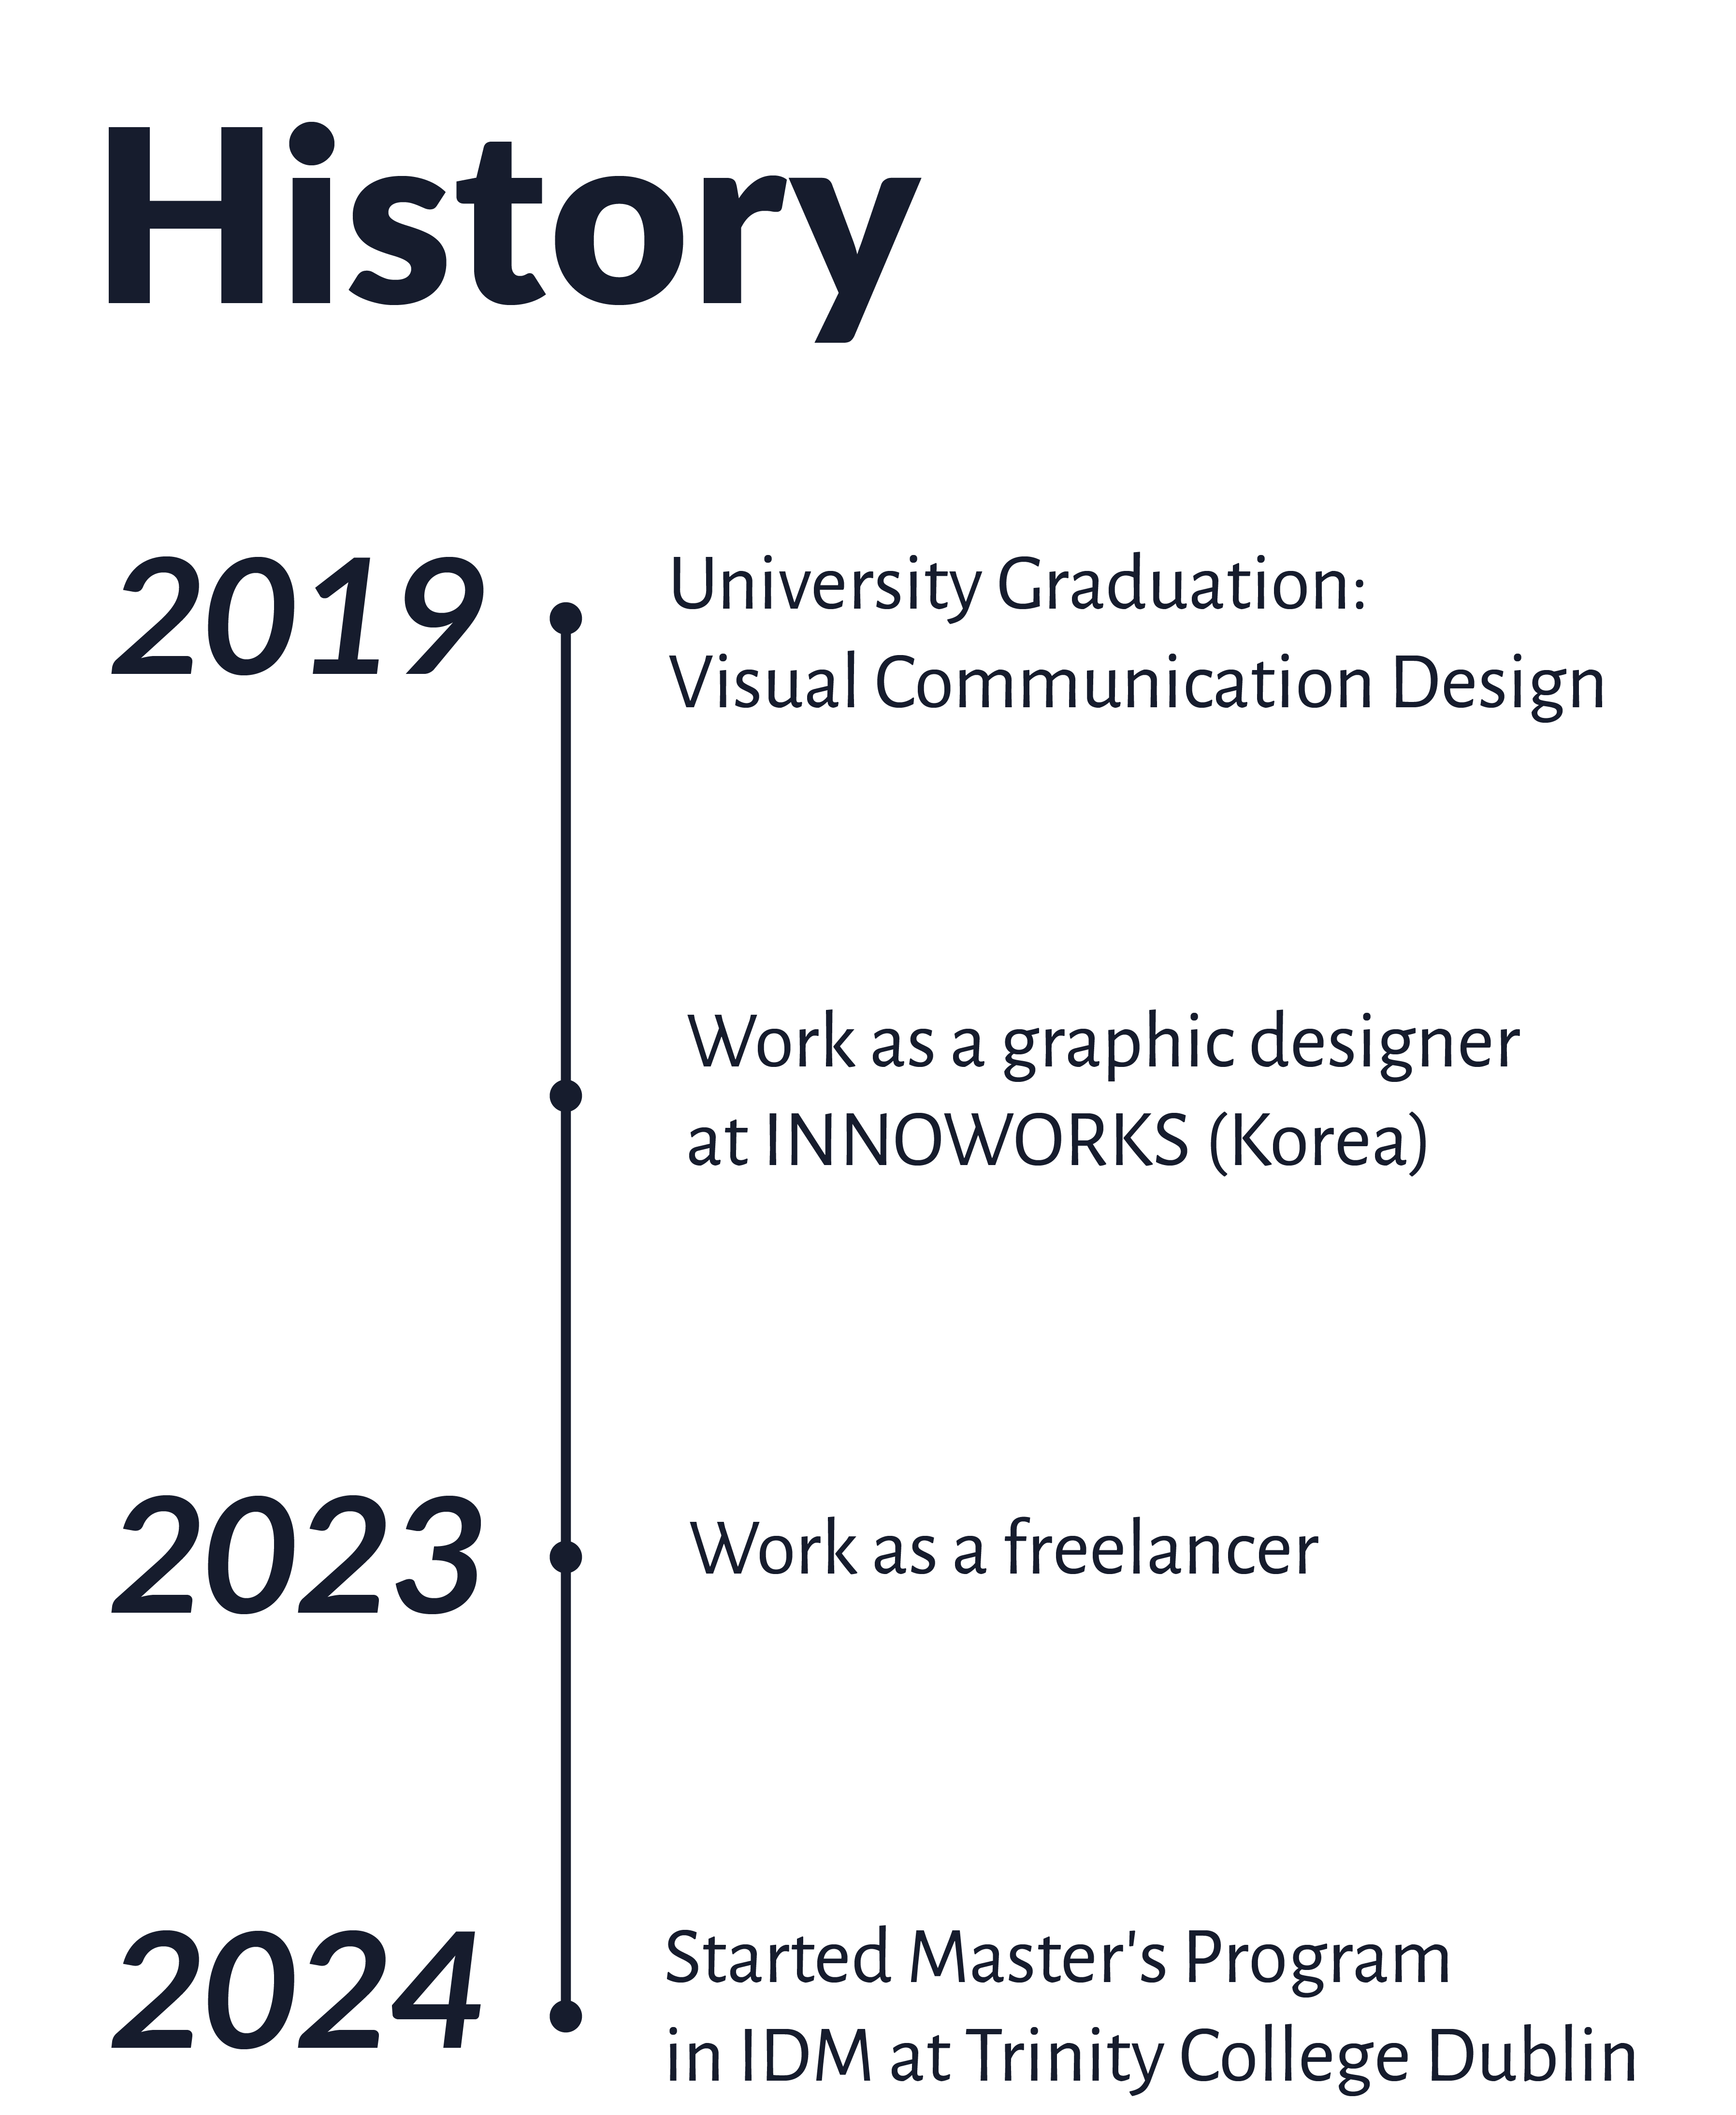 History
2019
University Graduation:
Visual Communication Design
Work as a graphic designer
at INNOWORKS (Korea)
2023
Work as a freelancer
2024
Started Master's Program
in IDM at Trinity College Dublin